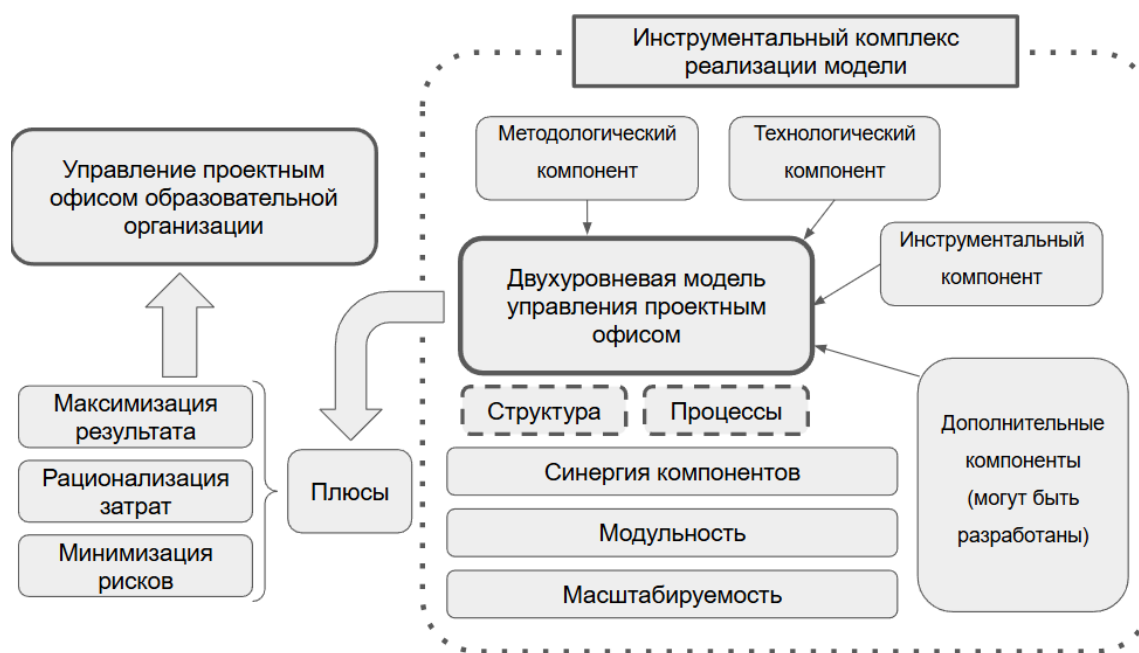 Инструментальный комплекс
реализации модели
Методологический
компонент
Технологический
компонент
Управление проектным
офисом образовательной
организации
Инструментальный
компонент
Двухуровневая модель
управления проектным
офисом
Структура
Процессы
Максимизация
результата
Рационализация
затрат
Минимизация
рисков
Плюсы
Синергия компонентов
Модульность
Масштабируемость
Дополнительные
компоненты
(могут быть
разработаны)